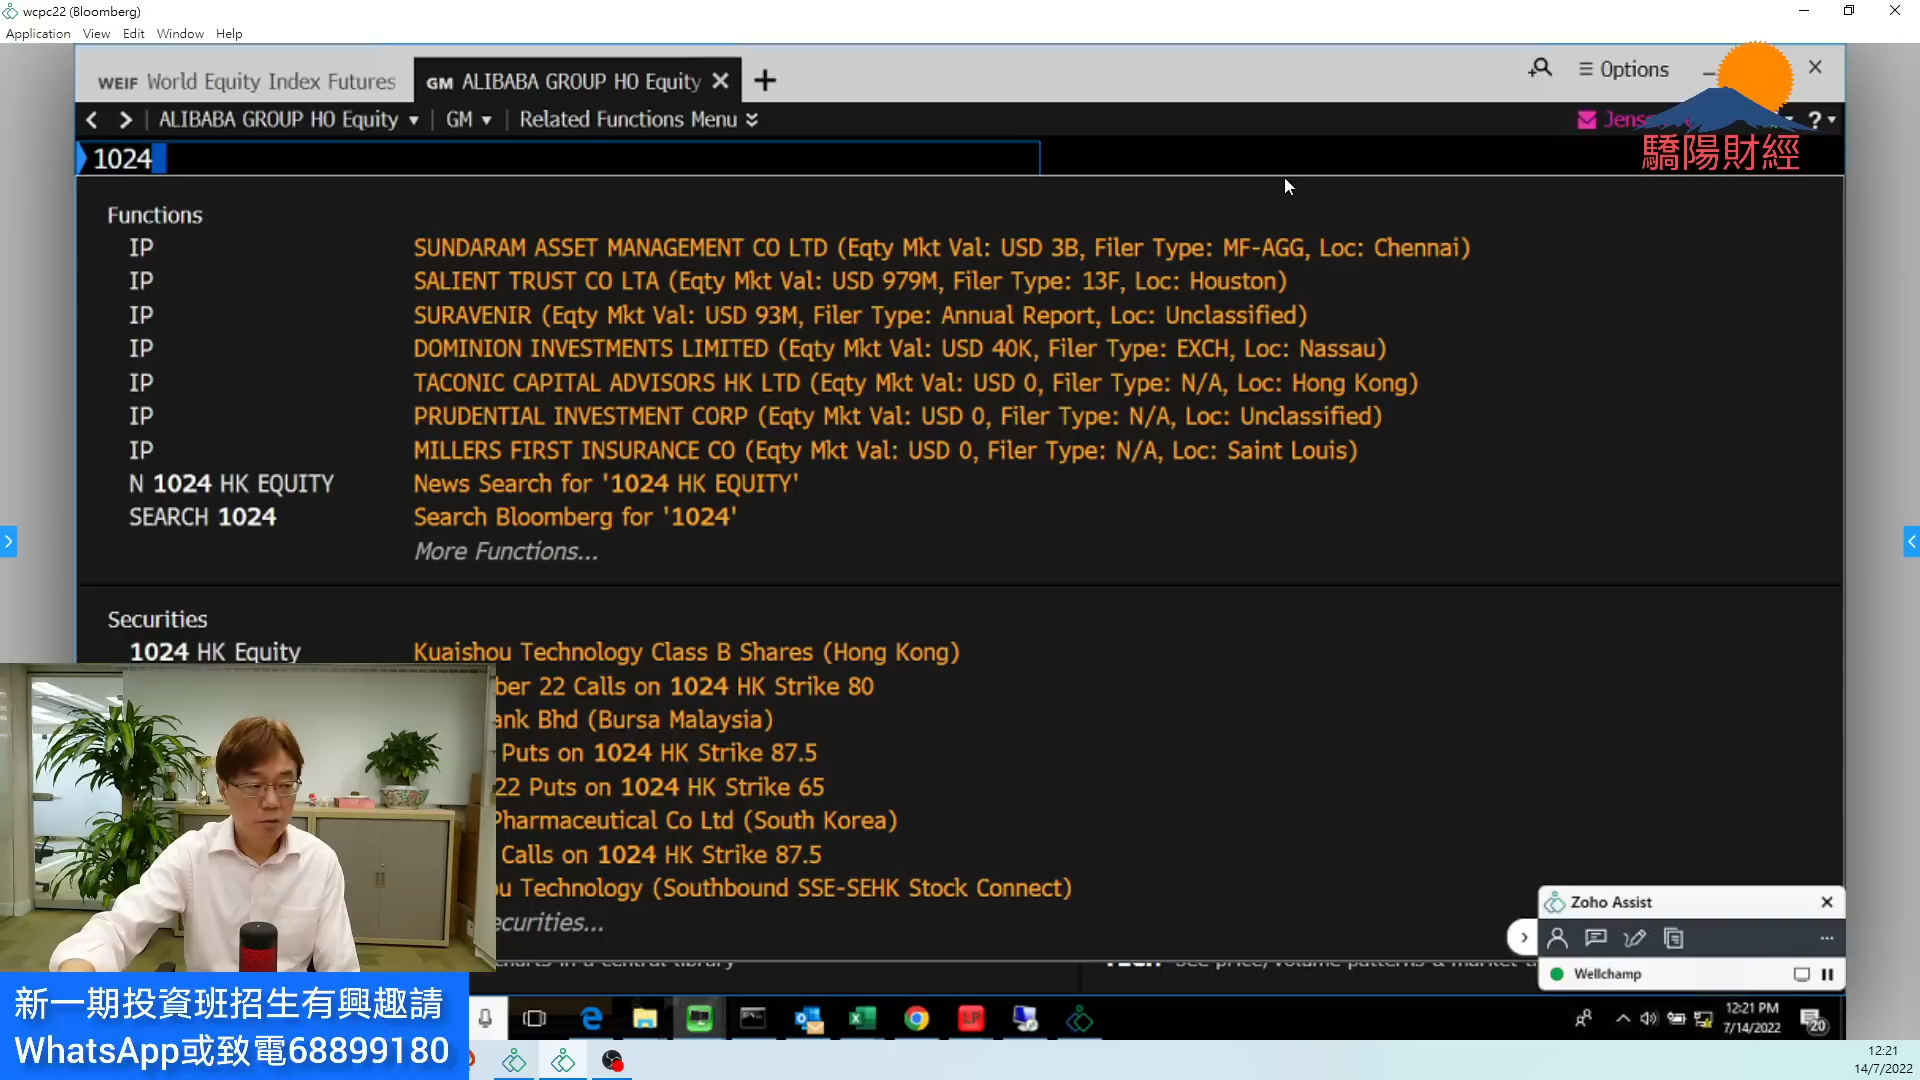 wcpc22 (Bloomberg)
Application View Edit Window Help
WEIF World Equity Index Futures
GM ALIBABA GROUP HO Equity
Options
ALIBABA GROUP HO Equity
GM
Related Functions Menu
?
驕陽財經
1024
Functions
IP SUNDARAM ASSET MANAGEMENT CO LTD (Eqty Mkt Val: USD 3B, Filer Type: MF-AGG, Loc: Chennai)
IP SALIENT TRUST CO LTA (Eqty Mkt Val: USD 979M, Filer Type: 13F, Loc: Houston)
IP SURAVENIR (Eqty Mkt Val: USD 93M, Filer Type: Annual Report, Loc: Unclassified)
IP DOMINION INVESTMENTS LIMITED (Eqty Mkt Val: USD 40K, Filer Type: EXCH, Loc: Nassau)
IP TACONIC CAPITAL ADVISORS HK LTD (Eqty Mkt Val: USD 0, Filer Type: N/A, Loc: Hong Kong)
IP PRUDENTIAL INVESTMENT CORP (Eqty Mkt Val: USD 0, Filer Type: N/A, Loc: Unclassified)
IP MILLERS FIRST INSURANCE CO (Eqty Mkt Val: USD 0, Filer Type: N/A, Loc: Saint Louis)
N 1024 HK EQUITY News Search for '1024 HK EQUITY'
SEARCH 1024 Search Bloomberg for '1024'
More Functions...
Securities
1024 HK Equity Kuaishou Technology Class B Shares (Hong Kong)
22 Calls on 1024 HK Strike 80
Bhd (Bursa Malaysia)
Puts on 1024 HK Strike 87.5
22 Puts on 1024 HK Strike 65
Pharmaceutical Co Ltd (South Korea)
Calls on 1024 HK Strike 87.5
Technology (Southbound SSE-SEHK Stock Connect)
Zoho Assist
Wellchamp
12:21 PM
7/14/2022
20
新一期投資班招生有興趣請
WhatsApp或致電68899180
12:21
14/7/2022